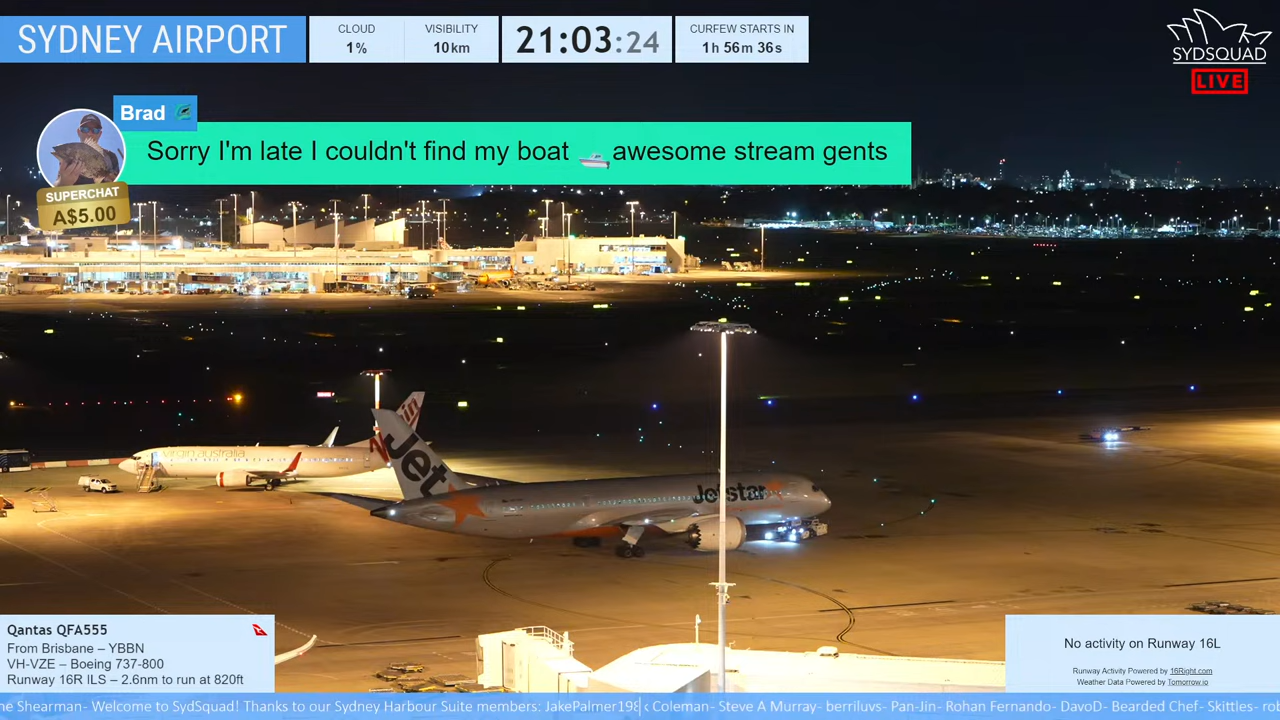 SYDNEY AIRPORT
CLOUD
1%
VISIBILITY
10km
21:03:24
CURFEW STARTS IN
1h 56m 36s
SYDSQUAD
LIVE
Brad
Sorry I'm late I couldn't find my boat 🚤 awesome stream gents
SUPERCHAT
A$5.00
virgin australia
Jet
Jetstar
Qantas QFA555
From Brisbane – YBBN
VH-VZE – Boeing 737-800
Runway 16R ILS – 2.6nm to run at 820ft
No activity on Runway 16L
Runway Activity Powered by 16Right.com
Weather Data Powered by Tomorrow.io
ne Shearman- Welcome to SydSquad! Thanks to our Sydney Harbour Suite members: JakePalmer198 Coleman- Steve A Murray- berriluvs- Pan-Jin- Rohan Fernando- DavoD- Bearded Chef- Skittles- rob